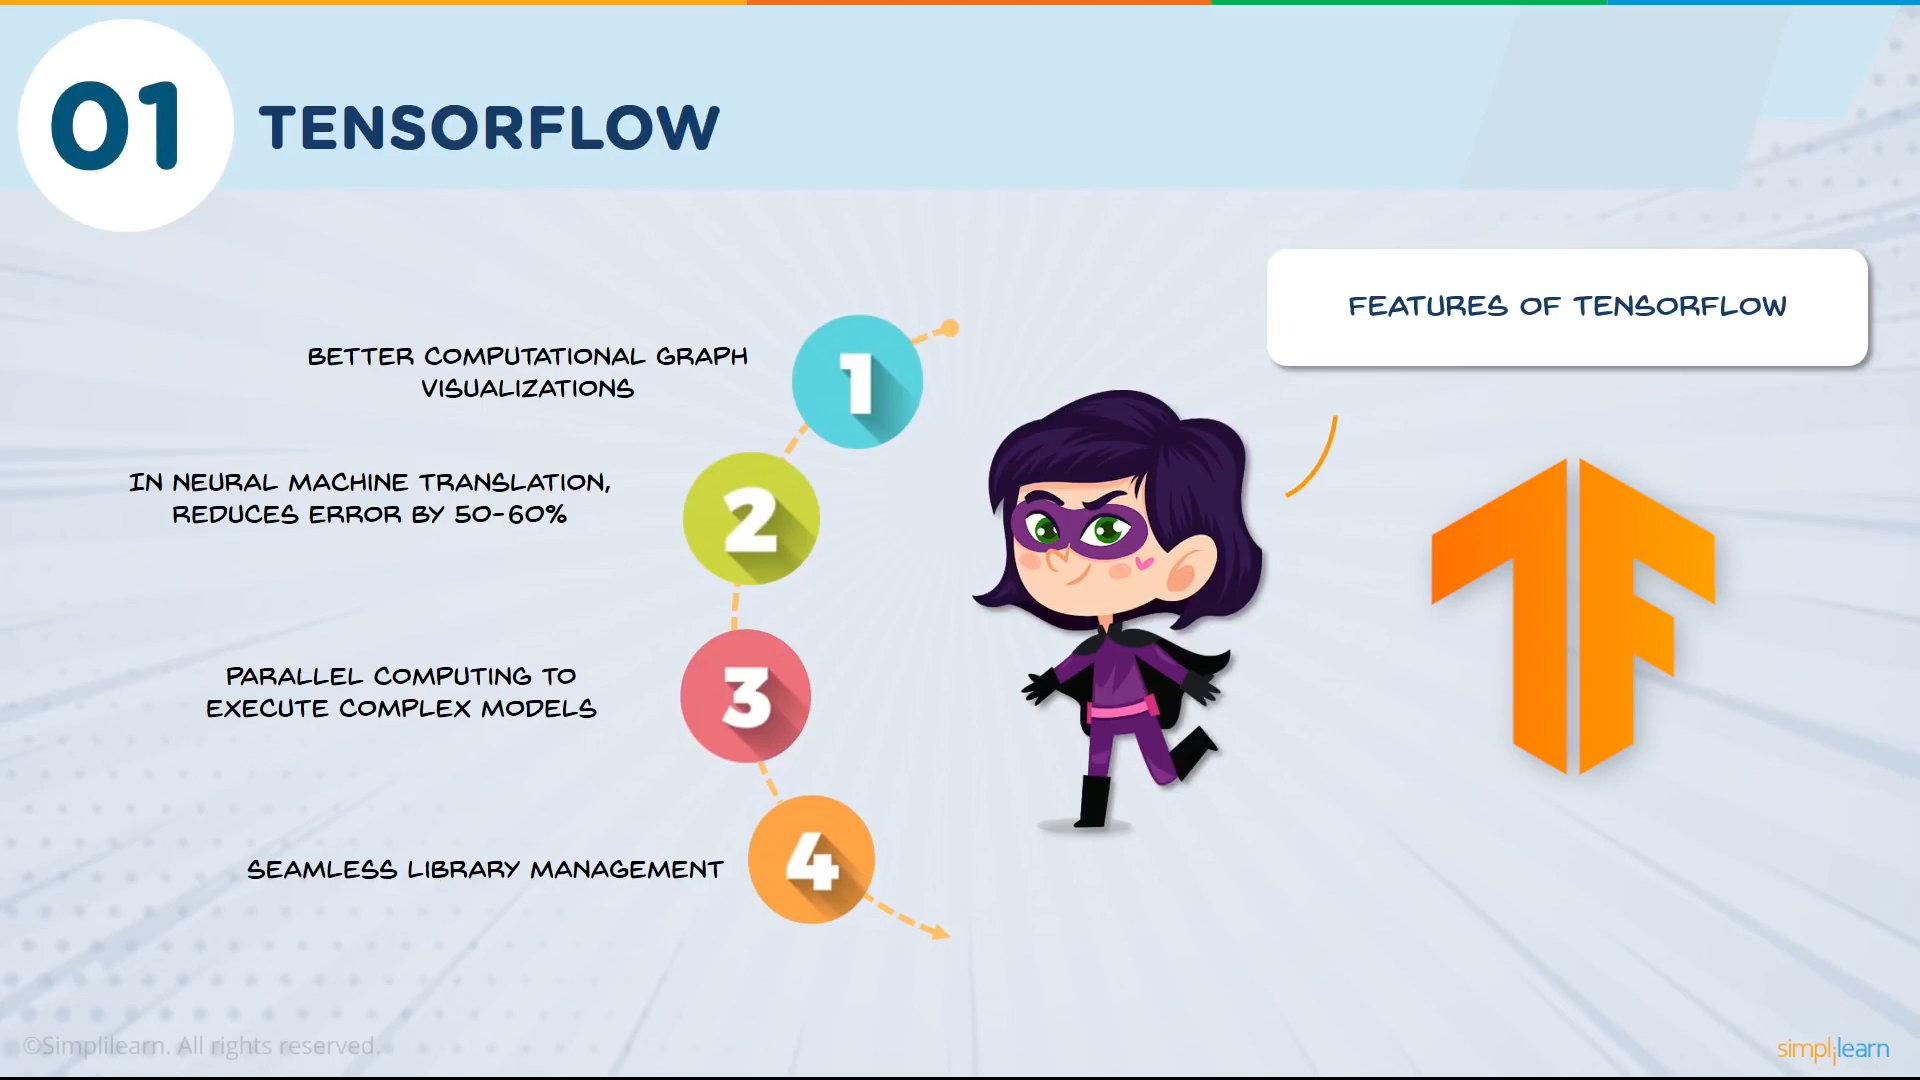 01
TENSORFLOW
FEATURES OF TENSORFLOW
1
BETTER COMPUTATIONAL GRAPH
VISUALIZATIONS
2
IN NEURAL MACHINE TRANSLATION,
REDUCES ERROR BY 50-60%
3
PARALLEL COMPUTING TO
EXECUTE COMPLEX MODELS
4
SEAMLESS LIBRARY MANAGEMENT
©Simplilearn. All rights reserved.
simplilearn